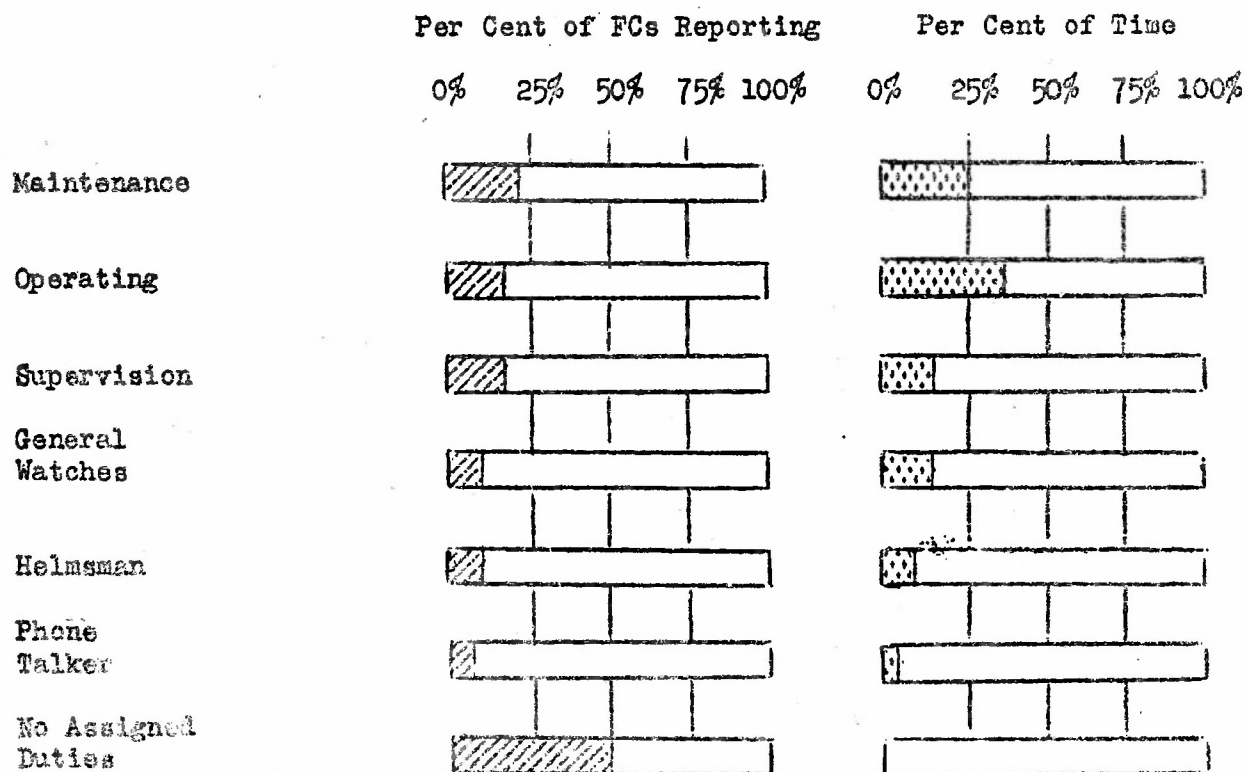 Per Cent of FCs Reporting Per Cent of Time
0% 25% 50% 75% 100% 0% 25% 50% 75% 100%
Maintenance
Operating
Supervision
General
Watches
Helmsman
Phone
Talker
No Assigned
Duties